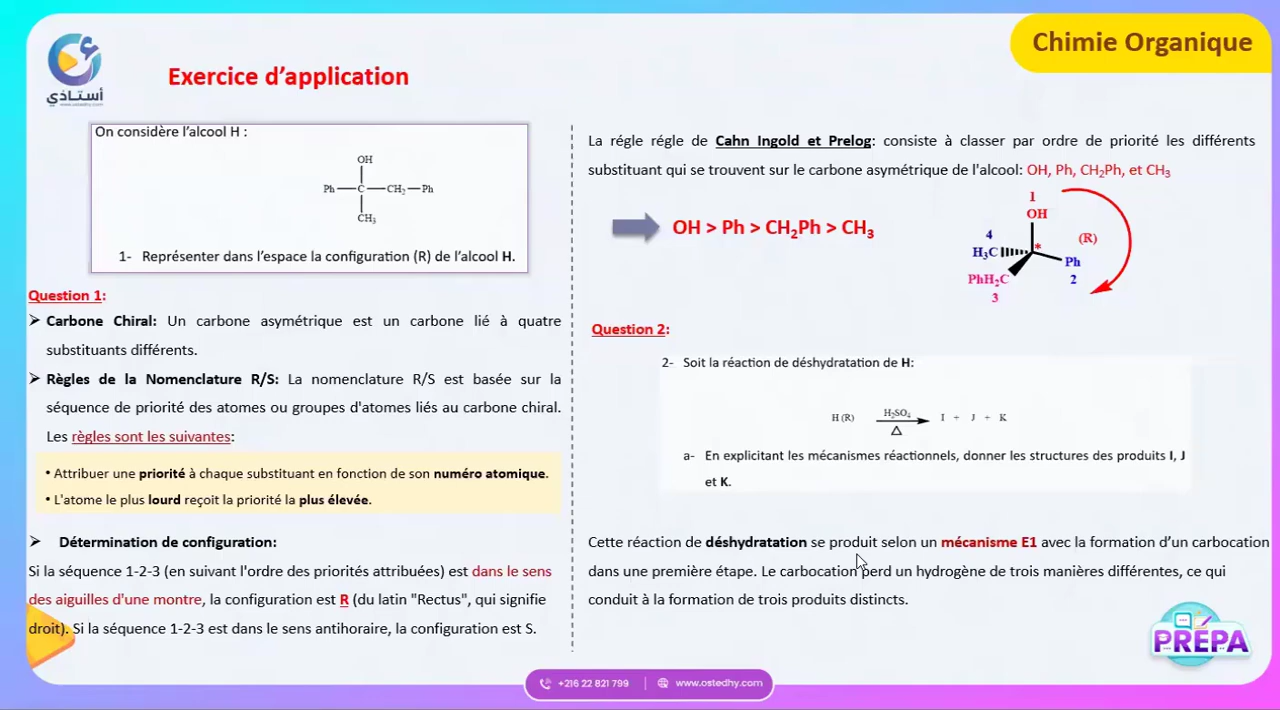 Chimie Organique
أستاذي
www.ostedhy.com
Exercice d’application
On considère l’alcool H :
OH
Ph—C—CH₂—Ph
CH₃
1- Représenter dans l’espace la configuration (R) de l’alcool H.
Question 1:
➢ Carbone Chiral: Un carbone asymétrique est un carbone lié à quatre
substituants différents.
➢ Règles de la Nomenclature R/S: La nomenclature R/S est basée sur la
séquence de priorité des atomes ou groupes d'atomes liés au carbone chiral.
Les règles sont les suivantes:
• Attribuer une priorité à chaque substituant en fonction de son numéro atomique.
• L'atome le plus lourd reçoit la priorité la plus élevée.
➢ Détermination de configuration:
Si la séquence 1-2-3 (en suivant l'ordre des priorités attribuées) est dans le sens
des aiguilles d'une montre, la configuration est R (du latin "Rectus", qui signifie
droit). Si la séquence 1-2-3 est dans le sens antihoraire, la configuration est S.
La régle régle de Cahn Ingold et Prelog: consiste à classer par ordre de priorité les différents
substituant qui se trouvent sur le carbone asymétrique de l'alcool: OH, Ph, CH₂Ph, et CH₃
OH > Ph > CH₂Ph > CH₃
1
OH
4
(R)
*
H₃C
Ph
PhH₂C
2
3
Question 2:
2- Soit la réaction de déshydratation de H:
H (R) H₂SO₄ I + J + K
△
a- En explicitant les mécanismes réactionnels, donner les structures des produits I, J
et K.
Cette réaction de déshydratation se produit selon un mécanisme E1 avec la formation d’un carbocation
dans une première étape. Le carbocation perd un hydrogène de trois manières différentes, ce qui
conduit à la formation de trois produits distincts.
PRÉPA
+216 22 821 799 | www.ostedhy.com